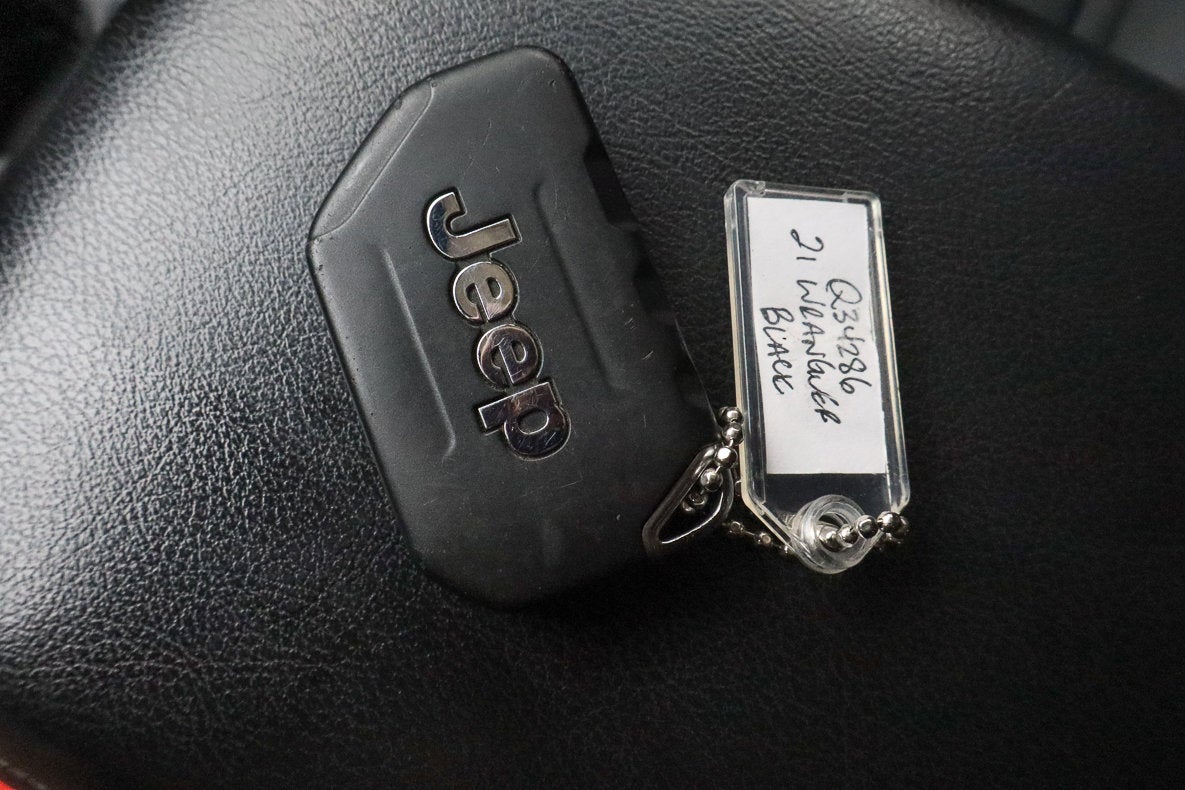 Jeep
Q34286
21 WRANGLER
BLACK